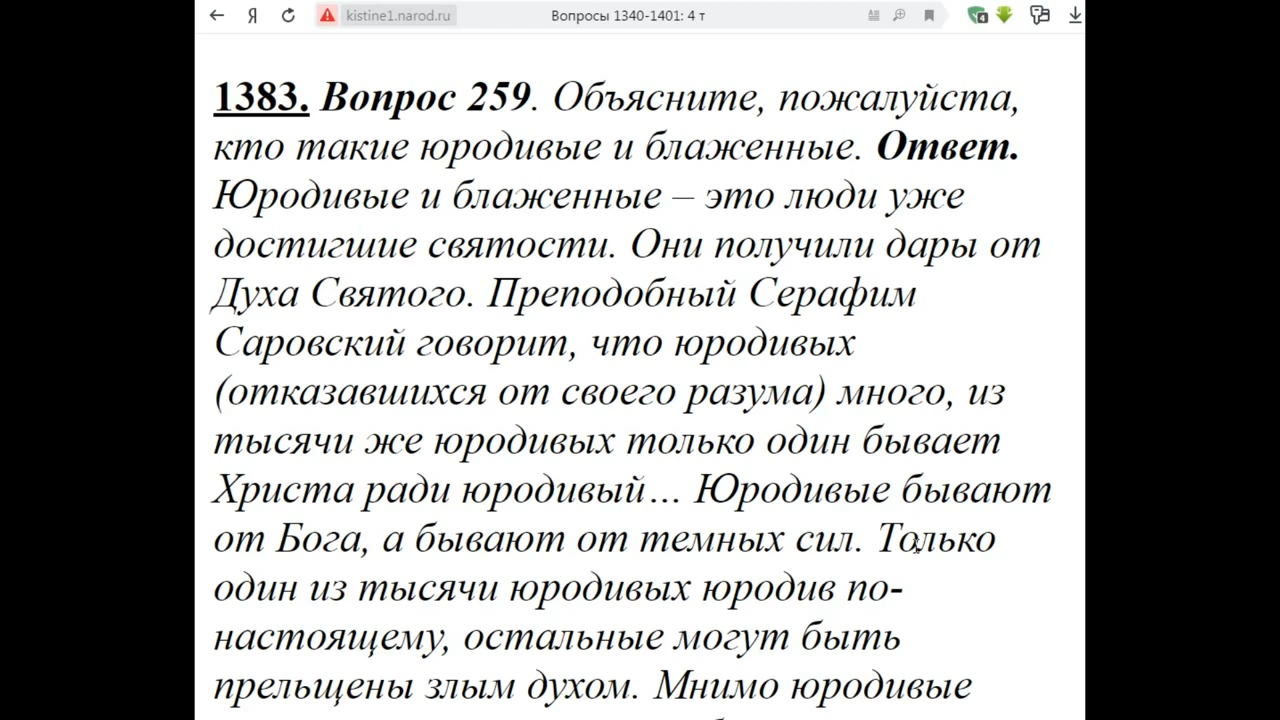 Я kistine1.narod.ru Вопросы 1340-1401: 4 т 4
1383. Вопрос 259. Объясните, пожалуйста,
кто такие юродивые и блаженные. Ответ.
Юродивые и блаженные – это люди уже
достигшие святости. Они получили дары от
Духа Святого. Преподобный Серафим
Саровский говорит, что юродивых
(отказавшихся от своего разума) много, из
тысячи же юродивых только один бывает
Христа ради юродивый… Юродивые бывают
от Бога, а бывают от темных сил. Только
один из тысячи юродивых юродив по-
настоящему, остальные могут быть
прельщены злым духом. Мнимо юродивые